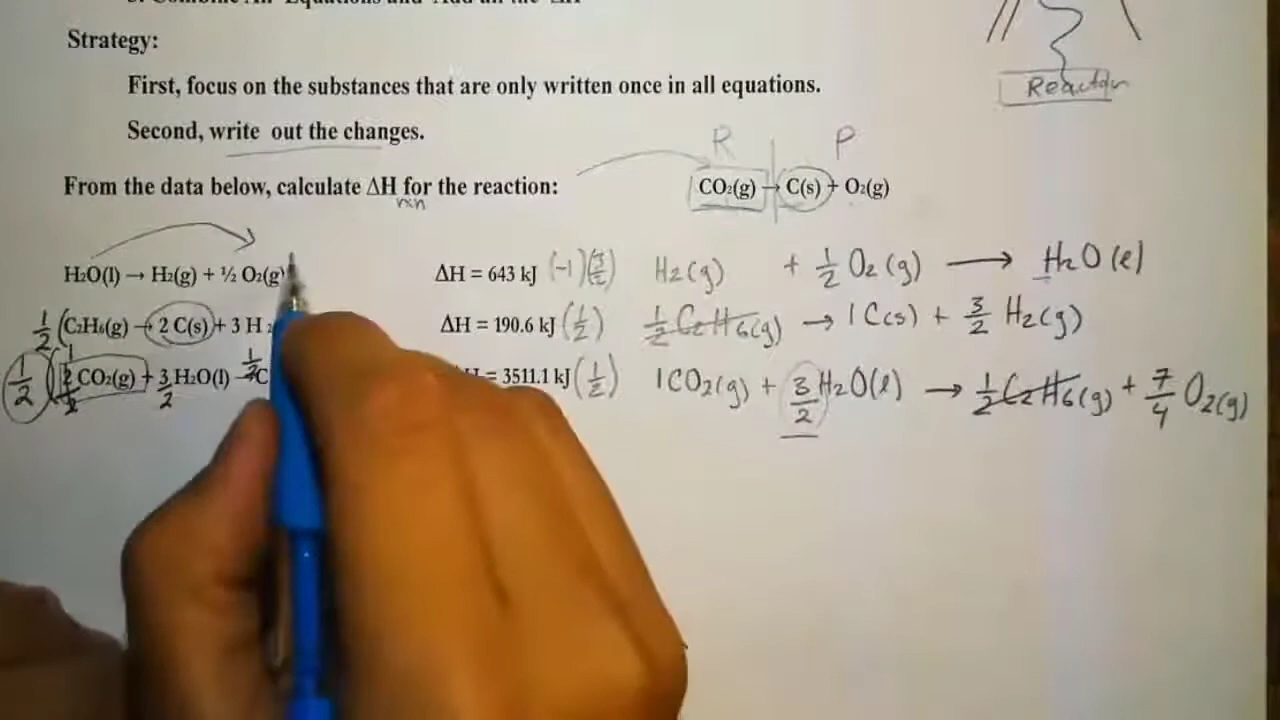 Strategy:
Reactor
First, focus on the substances that are only written once in all equations.
Second, write out the changes.
R P
From the data below, calculate ΔH for the reaction: CO₂(g) → C(s) + O₂(g)
rxn
H₂O(l) → H₂(g) + ½ O₂(g) ΔH = 643 kJ (-1)(3/2) H₂(g) + 1/2 O₂(g) → H₂O(l)
1/2 (C₂H₆(g) → 2 C(s) + 3 H₂ ΔH = 190.6 kJ (1/2) 1/2 C₂H₆(g) → 1 C(s) + 3/2 H₂(g)
1/2 CO₂(g) + 3/2 H₂O(l) C = 3511.1 kJ (1/2) 1 CO₂(g) + 3/2 H₂O(l) → 1/2 C₂H₆(g) + 7/4 O₂(g)